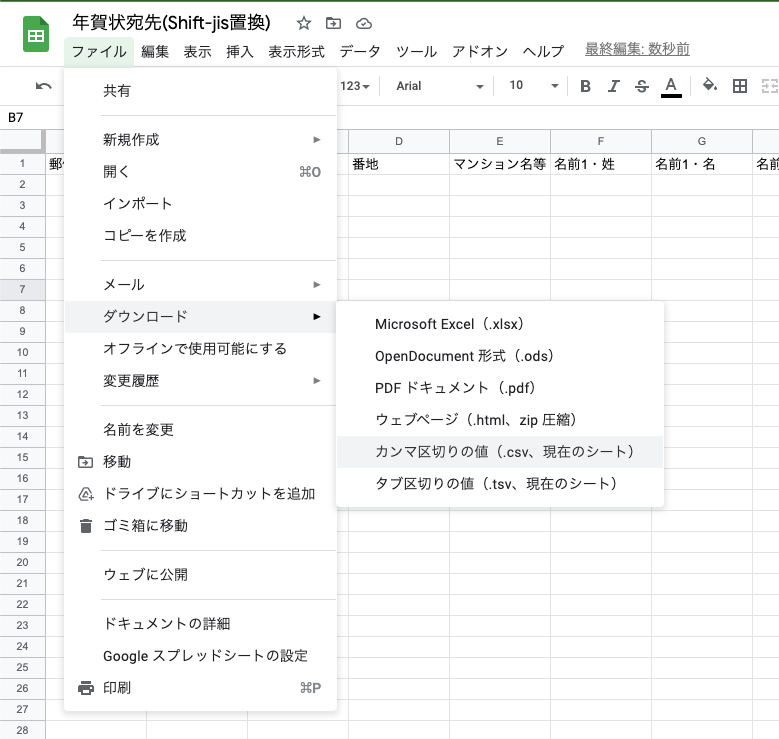 年賀状宛先(Shift-jis置換)
ファイル 編集 表示 挿入 表示形式 データ ツール アドオン ヘルプ 最終編集: 数秒前
123 Arial 10 B I S A
B7
D E F G
1 郵 番地 マンション名等 名前1・姓 名前1・名 名前
2
3
4
5
6
7
8
9
10
11
12
13
14
15
16
17
18
19
20
21
22
23
24
25
26
27
28
共有
新規作成
開く ⌘O
インポート
コピーを作成
メール
ダウンロード
オフラインで使用可能にする
変更履歴
名前を変更
移動
ドライブにショートカットを追加
ゴミ箱に移動
ウェブに公開
ドキュメントの詳細
Google スプレッドシートの設定
印刷 ⌘P
Microsoft Excel（.xlsx）
OpenDocument 形式（.ods）
PDF ドキュメント（.pdf）
ウェブページ（.html、zip 圧縮）
カンマ区切りの値（.csv、現在のシート）
タブ区切りの値（.tsv、現在のシート）